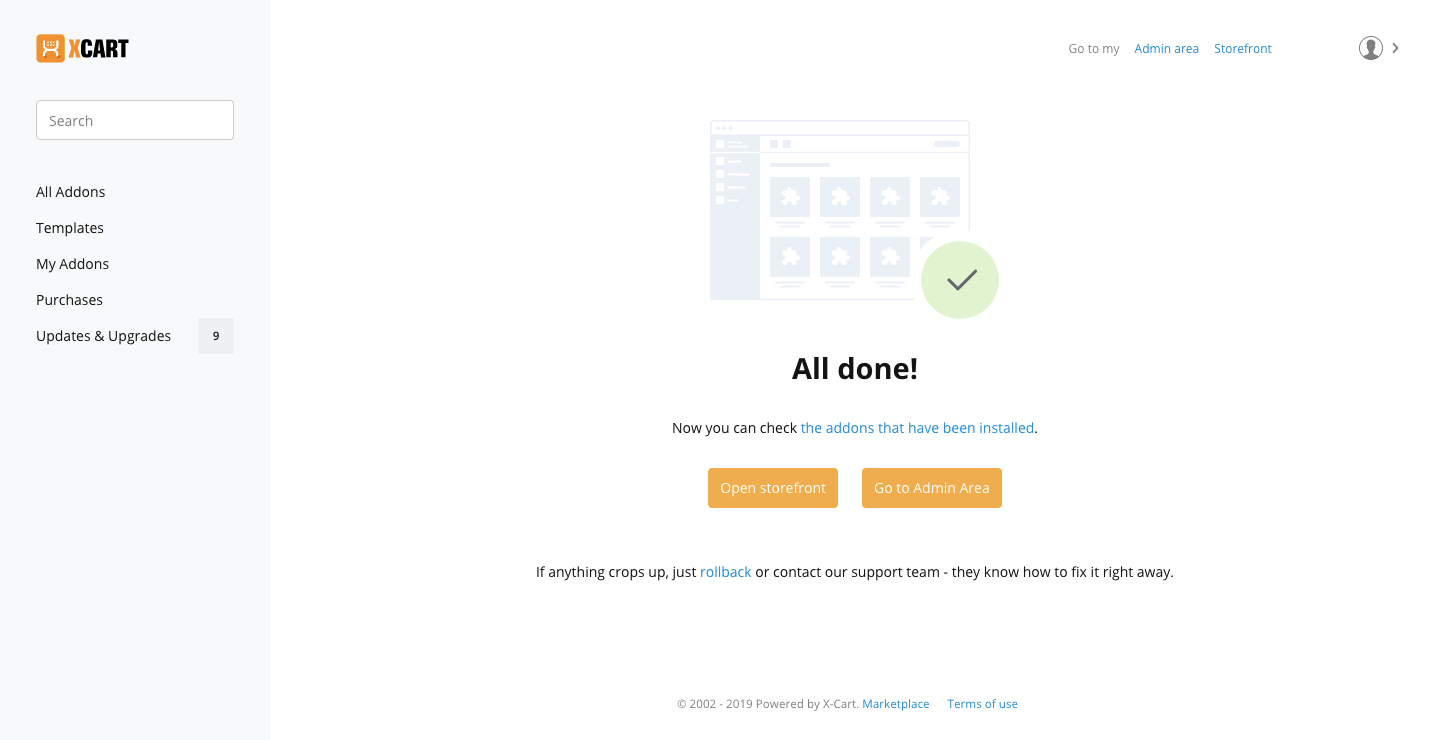 XCART
Search
All Addons
Templates
My Addons
Purchases
Updates & Upgrades 9
Go to my Admin area Storefront
All done!
Now you can check the addons that have been installed.
Open storefront Go to Admin Area
If anything crops up, just rollback or contact our support team - they know how to fix it right away.
© 2002 - 2019 Powered by X-Cart. Marketplace Terms of use